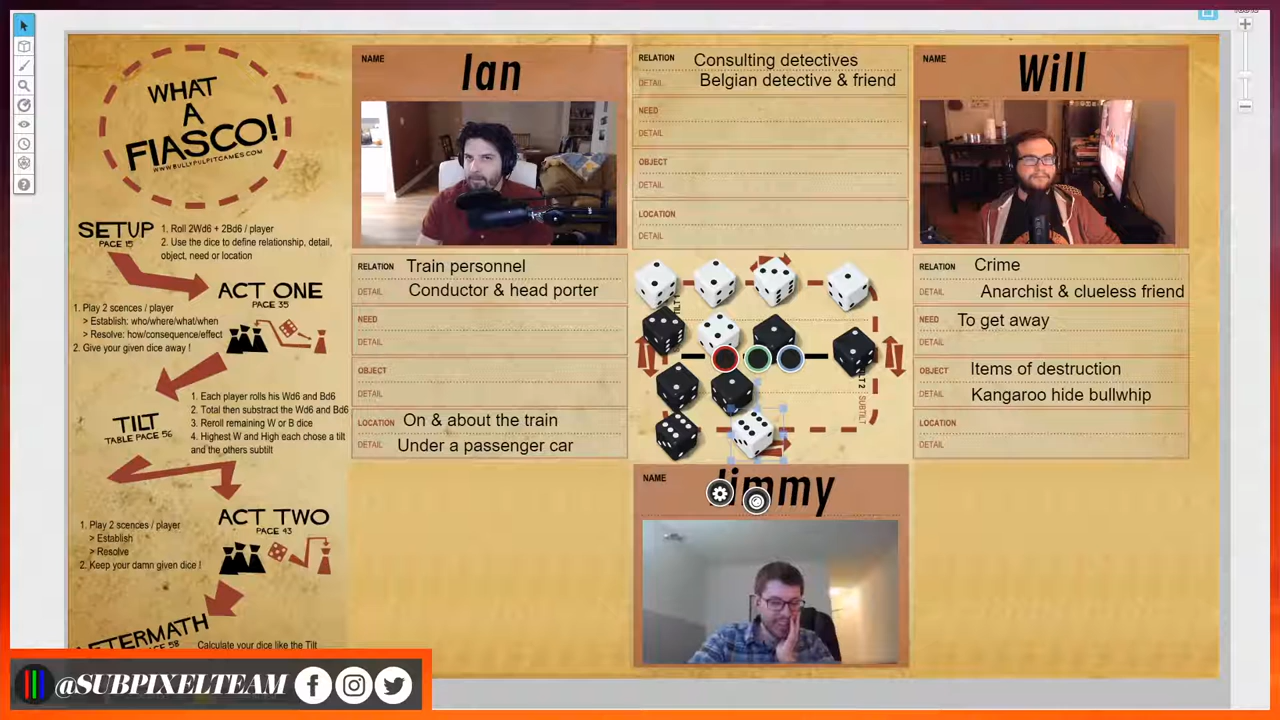 WHAT
A
FIASCO!
WWW.BULLYPULPITGAMES.COM
SETUP
PAGE 15
1. Roll 2Wd6 + 2Bd6 / player
2. Use the dice to define relationship, detail,
object, need or location
ACT ONE
PAGE 35
1. Play 2 scences / player
> Establish: who/where/what/when
> Resolve: how/consequence/effect
2. Give your given dice away !
TILT
TABLE PAGE 56
1. Each player rolls his Wd6 and Bd6
2. Total then substract the Wd6 and Bd6
3. Reroll remaining W or B dice
4. Highest W and High each chose a tilt
and the others subtilt
ACT TWO
PAGE 43
1. Play 2 scences / player
> Establish
> Resolve
2. Keep your damn given dice !
AFTERMATH
Calculate your dice like the Tilt
NAME
Ian
RELATION Consulting detectives
DETAIL Belgian detective & friend
NEED
DETAIL
OBJECT
DETAIL
LOCATION
DETAIL
NAME
Will
RELATION Train personnel
DETAIL Conductor & head porter
NEED
DETAIL
OBJECT
DETAIL
LOCATION On & about the train
DETAIL Under a passenger car
TILT 1
SUBTILT
RELATION Crime
DETAIL Anarchist & clueless friend
NEED To get away
DETAIL
OBJECT Items of destruction
DETAIL Kangaroo hide bullwhip
LOCATION
DETAIL
NAME
Jimmy
@SUBPIXELTEAM